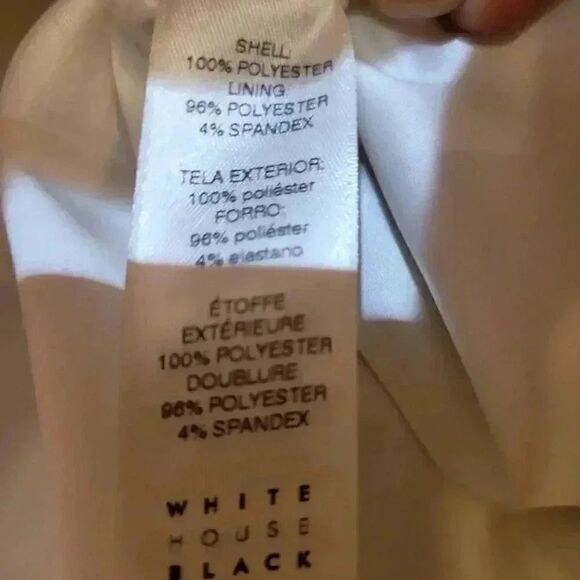 SHELL:
100% POLYESTER
LINING:
96% POLYESTER
4% SPANDEX
TELA EXTERIOR:
100% poliéster
FORRO:
96% poliéster
4% elastano
ÉTOFFE
EXTÉRIEURE
100% POLYESTER
DOUBLURE
96% POLYESTER
4% SPANDEX
WHITE
HOUSE
BLACK